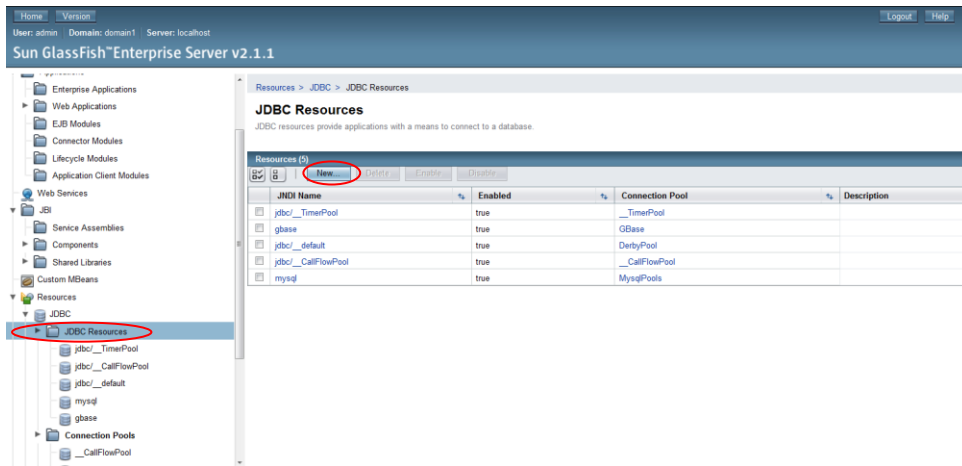 Home Version Logout Help
User: admin Domain: domain1 Server: localhost
Sun GlassFish™Enterprise Server v2.1.1
Enterprise Applications
Web Applications
EJB Modules
Connector Modules
Lifecycle Modules
Application Client Modules
Web Services
JBI
Service Assemblies
Components
Shared Libraries
Custom MBeans
Resources
JDBC
JDBC Resources
jdbc/__TimerPool
jdbc/__CallFlowPool
jdbc/__default
mysql
gbase
Connection Pools
__CallFlowPool
Resources > JDBC > JDBC Resources
JDBC Resources
JDBC resources provide applications with a means to connect to a database.
Resources (5)
New... Delete Enable Disable
JNDI Name Enabled Connection Pool Description
jdbc/__TimerPool true __TimerPool
gbase true GBase
jdbc/__default true DerbyPool
jdbc/__CallFlowPool true __CallFlowPool
mysql true MysqlPools